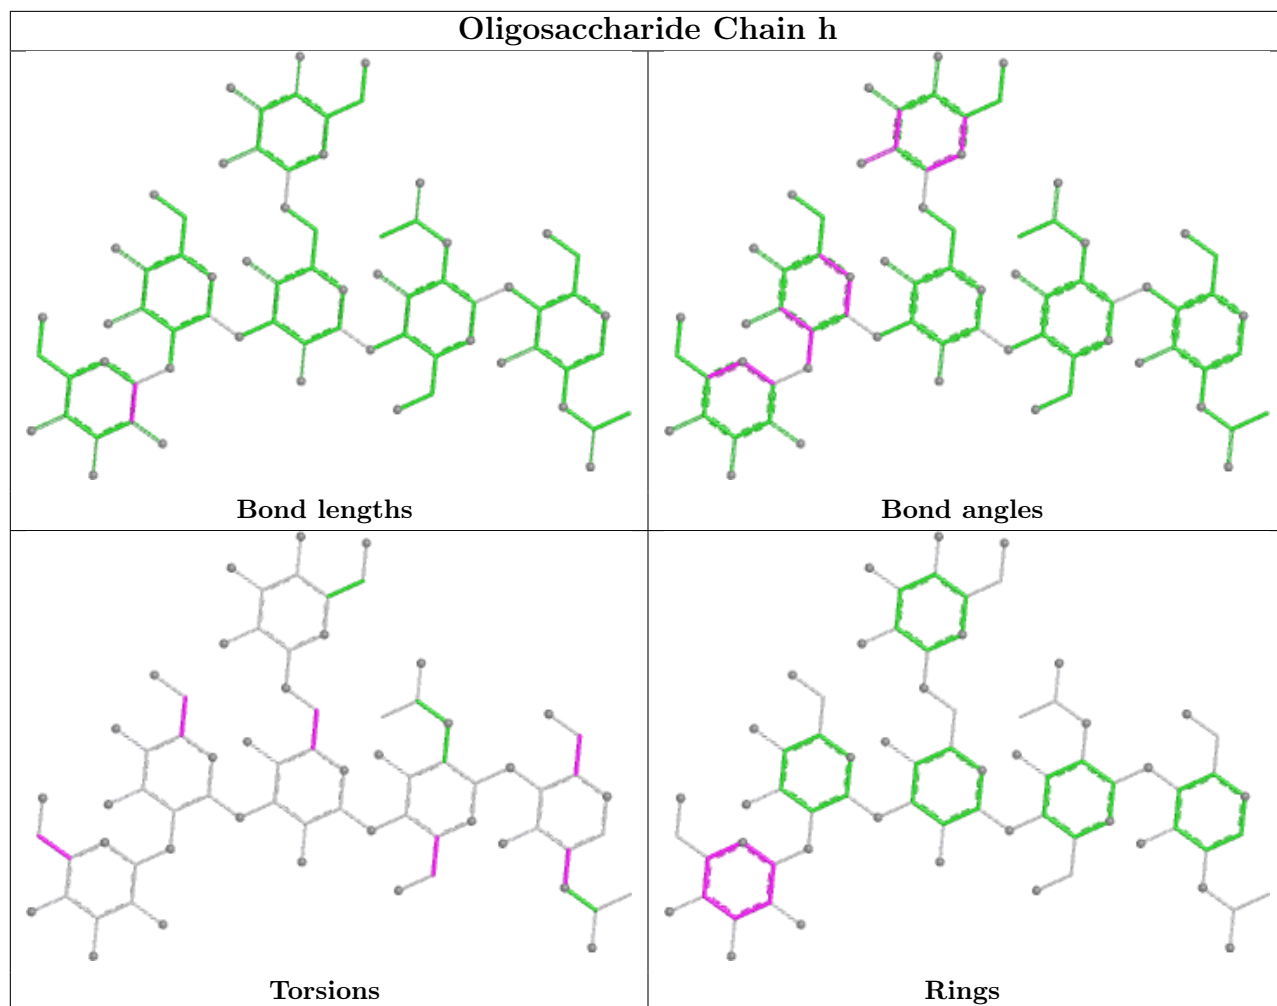 Oligosaccharide Chain h
Bond lengths
Bond angles
Torsions
Rings